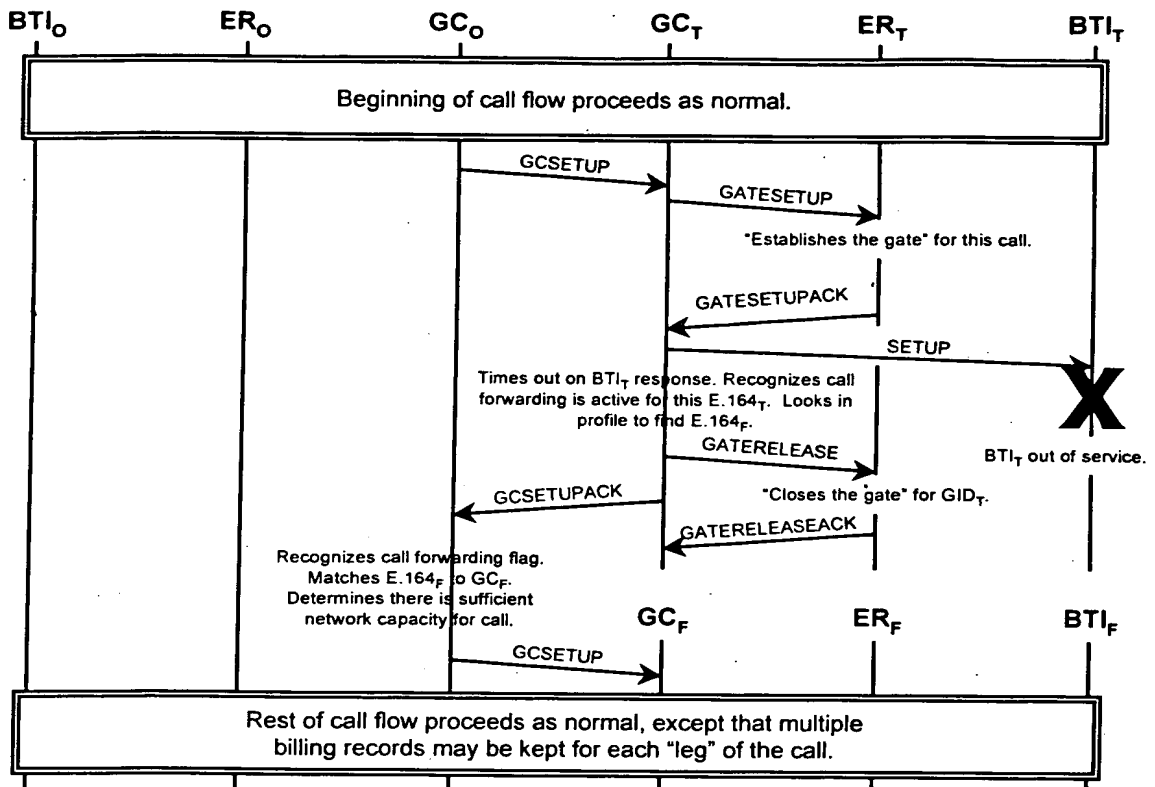 BTI_O ER_O GC_O GC_T ER_T BTI_T
Beginning of call flow proceeds as normal.
GCSETUP
GATESETUP
"Establishes the gate" for this call.
GATESETUPACK
SETUP
Times out on BTI_T response. Recognizes call
forwarding is active for this E.164_T. Looks in
profile to find E.164_F.
BTI_T out of service.
GATERELEASE
"Closes the gate" for GID_T.
GCSETUPACK
GATERELEASEACK
Recognizes call forwarding flag.
Matches E.164_F to GC_F.
Determines there is sufficient
network capacity for call.
GC_F ER_F BTI_F
GCSETUP
Rest of call flow proceeds as normal, except that multiple
billing records may be kept for each "leg" of the call.